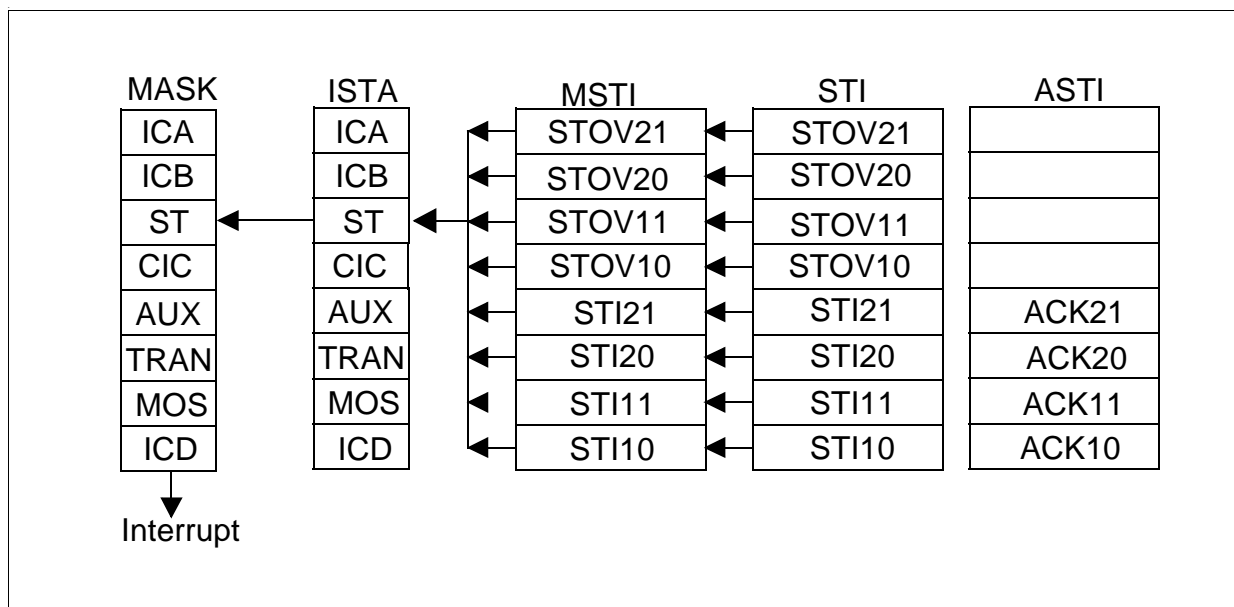 MASK ISTA MSTI STI ASTI
ICA ICA STOV21 STOV21
ICB ICB STOV20 STOV20
ST ST STOV11 STOV11
CIC CIC STOV10 STOV10
AUX AUX STI21 STI21 ACK21
TRAN TRAN STI20 STI20 ACK20
MOS MOS STI11 STI11 ACK11
ICD ICD STI10 STI10 ACK10
Interrupt